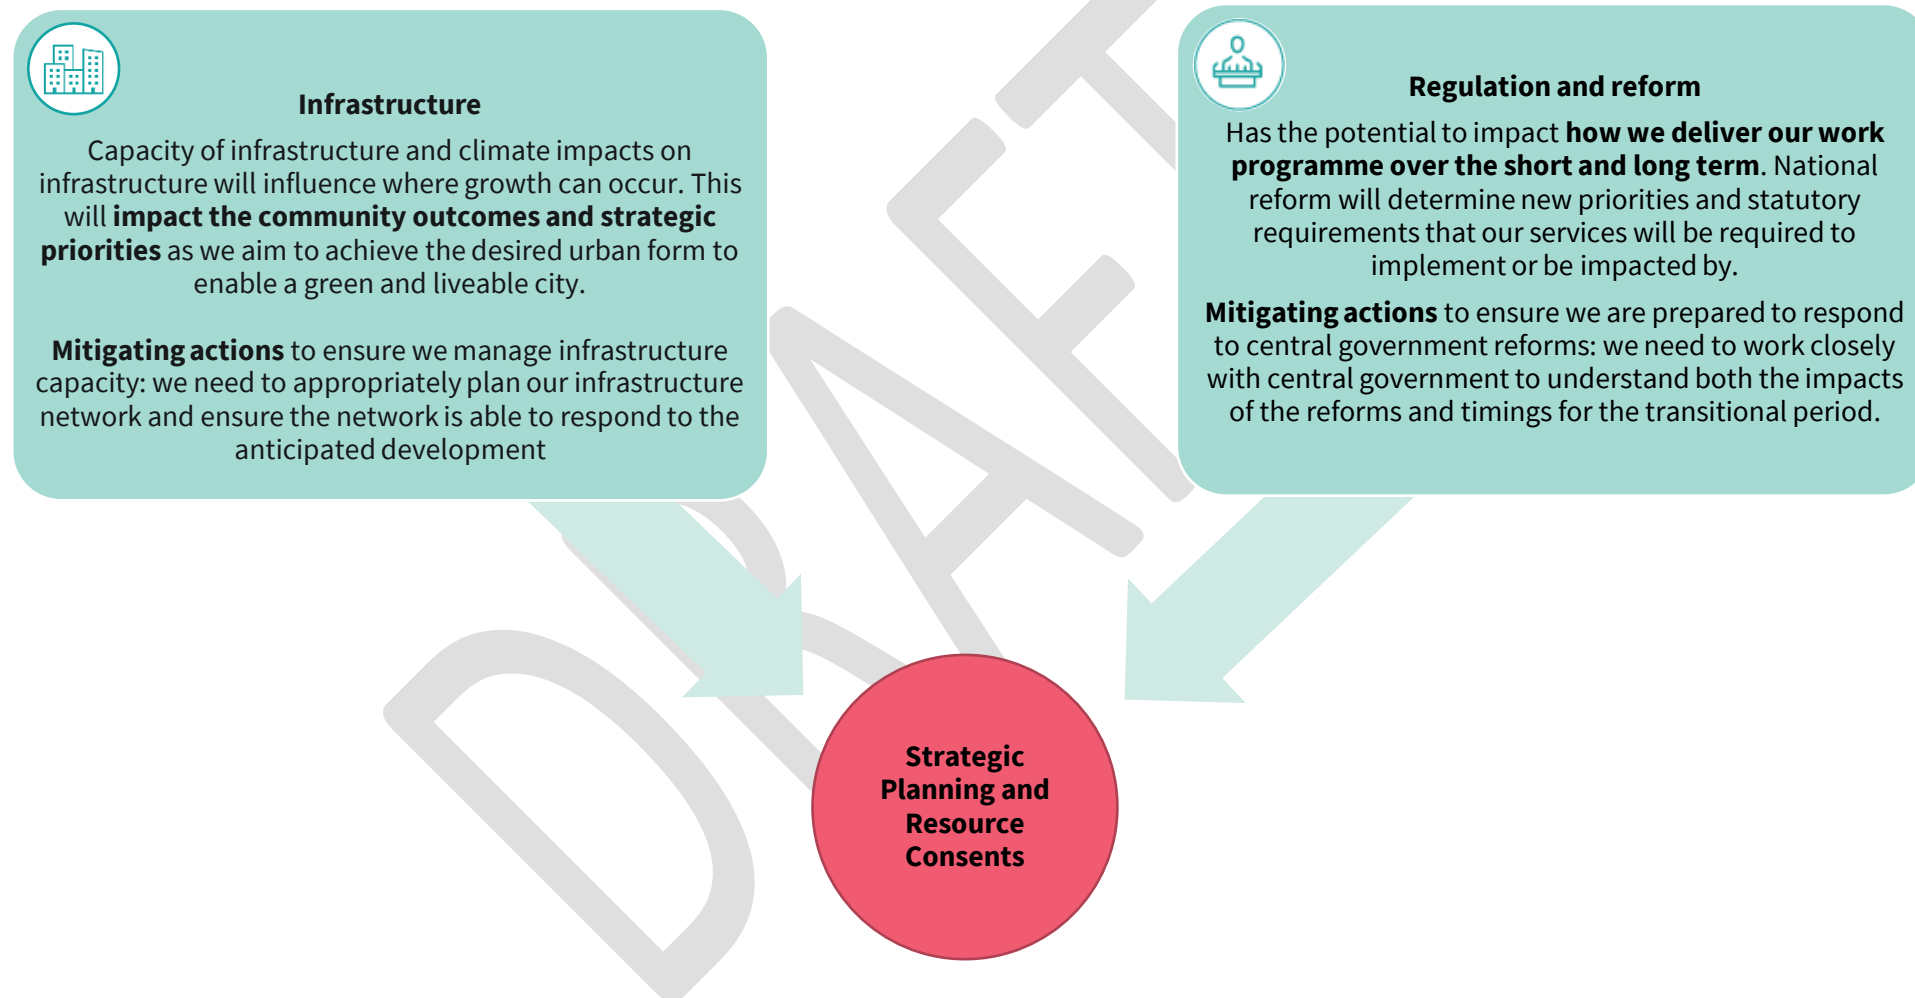 Infrastructure
Capacity of infrastructure and climate impacts on
infrastructure will influence where growth can occur. This
will impact the community outcomes and strategic
priorities as we aim to achieve the desired urban form to
enable a green and liveable city.
Mitigating actions to ensure we manage infrastructure
capacity: we need to appropriately plan our infrastructure
network and ensure the network is able to respond to the
anticipated development
Regulation and reform
Has the potential to impact how we deliver our work
programme over the short and long term. National
reform will determine new priorities and statutory
requirements that our services will be required to
implement or be impacted by.
Mitigating actions to ensure we are prepared to respond
to central government reforms: we need to work closely
with central government to understand both the impacts
of the reforms and timings for the transitional period.
Strategic
Planning and
Resource
Consents
DRAFT